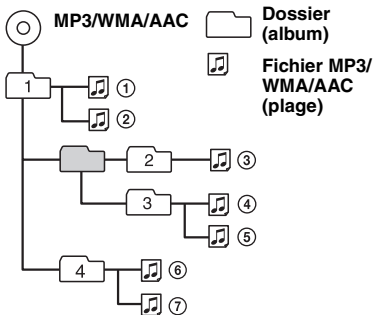 MP3/WMA/AAC
Dossier
(album)
Fichier MP3/
WMA/AAC
(plage)
1
①
②
2
③
3
④
⑤
4
⑥
⑦